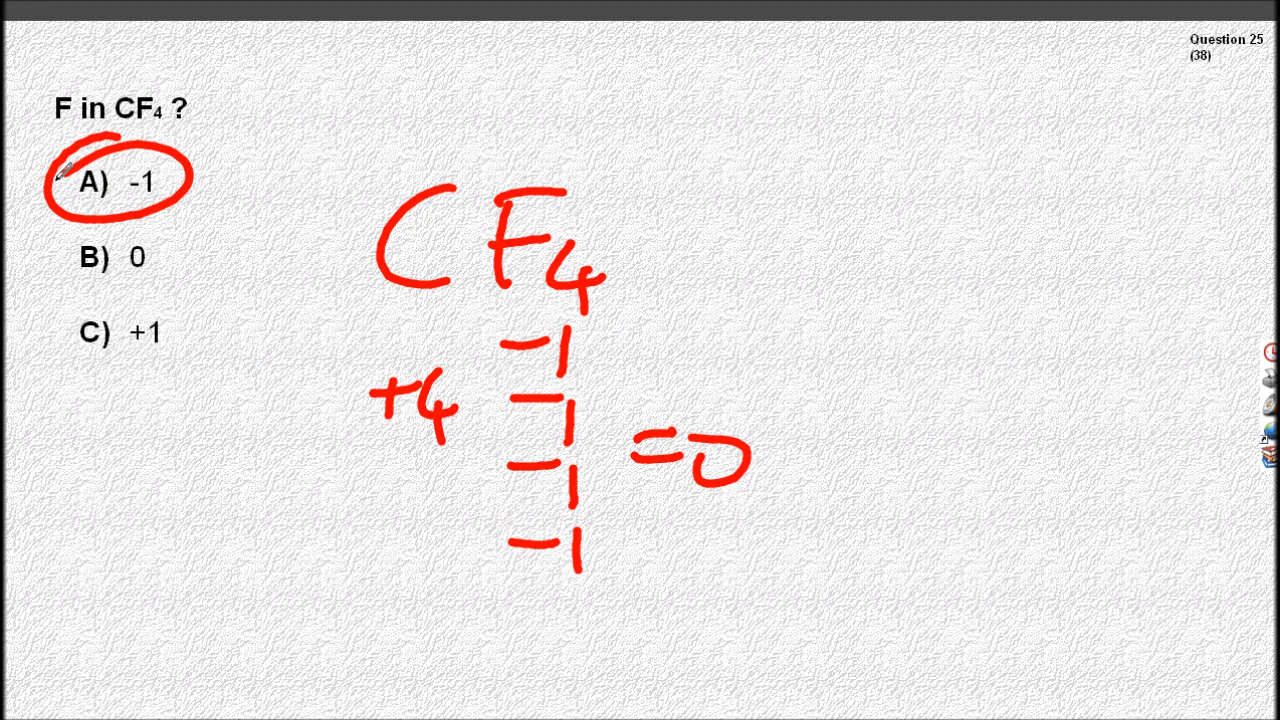 Question 25
(38)
F in CF₄ ?
A) -1
B) 0
C) +1
CF₄
-1
+4
-1
=0
-1
-1